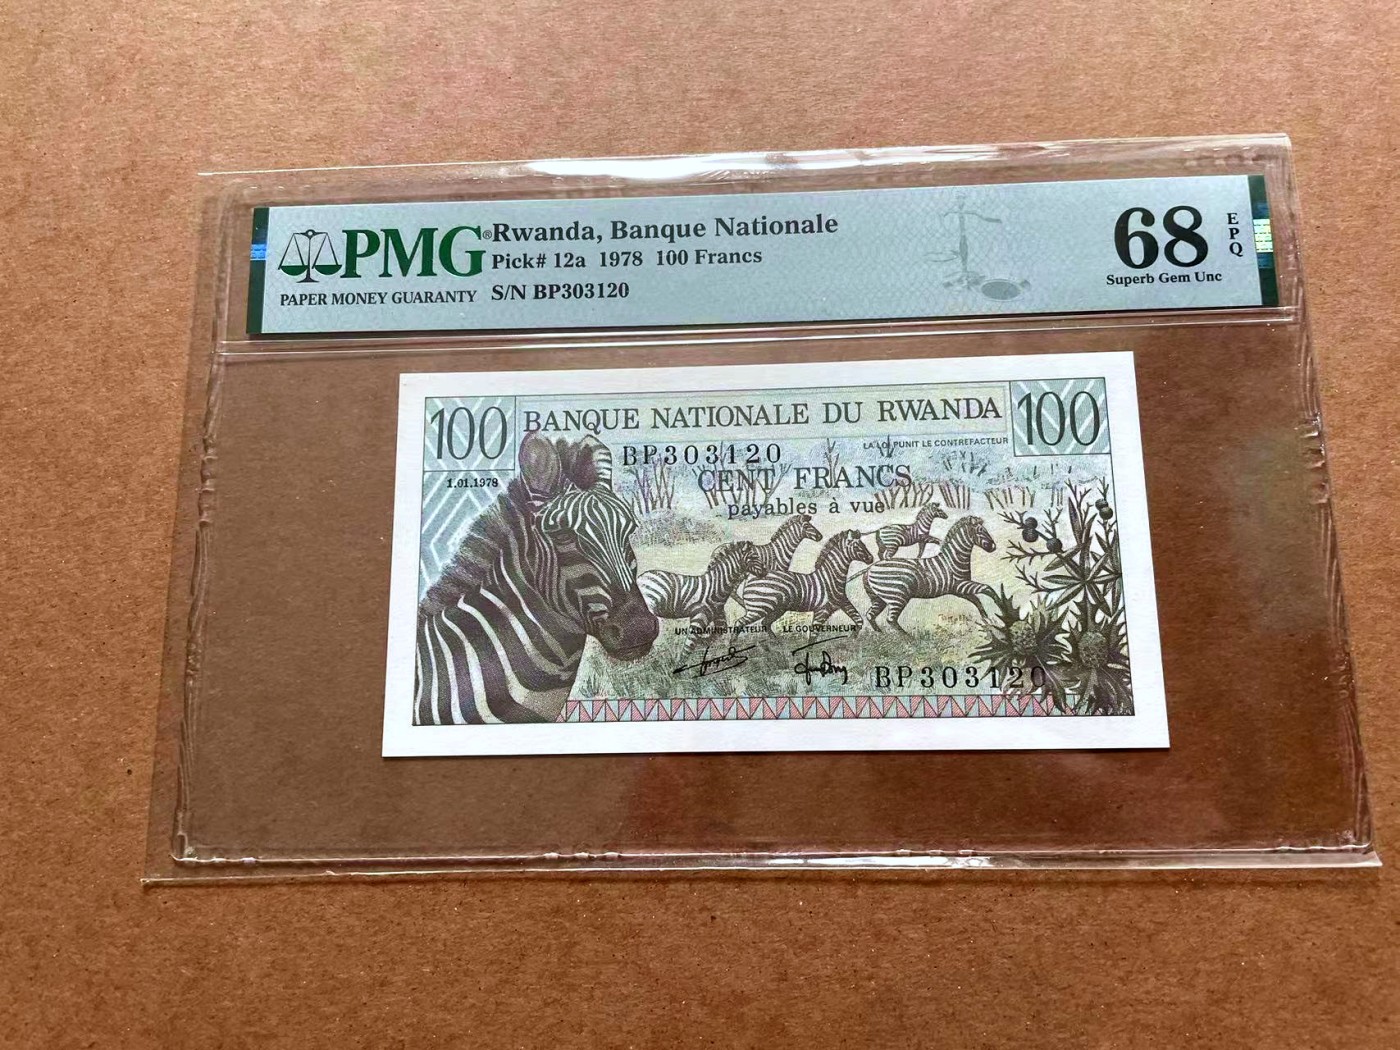 PMG®
PAPER MONEY GUARANTY
Rwanda, Banque Nationale
Pick# 12a 1978 100 Francs
S/N BP303120
68
EPQ
Superb Gem Unc
100
BANQUE NATIONALE DU RWANDA
100
BP303120
LA LOI PUNIT LE CONTREFACTEUR
1.01.1978
CENT FRANCS
payables à vue
UN ADMINISTRATEUR
LE GOUVERNEUR
BP303120